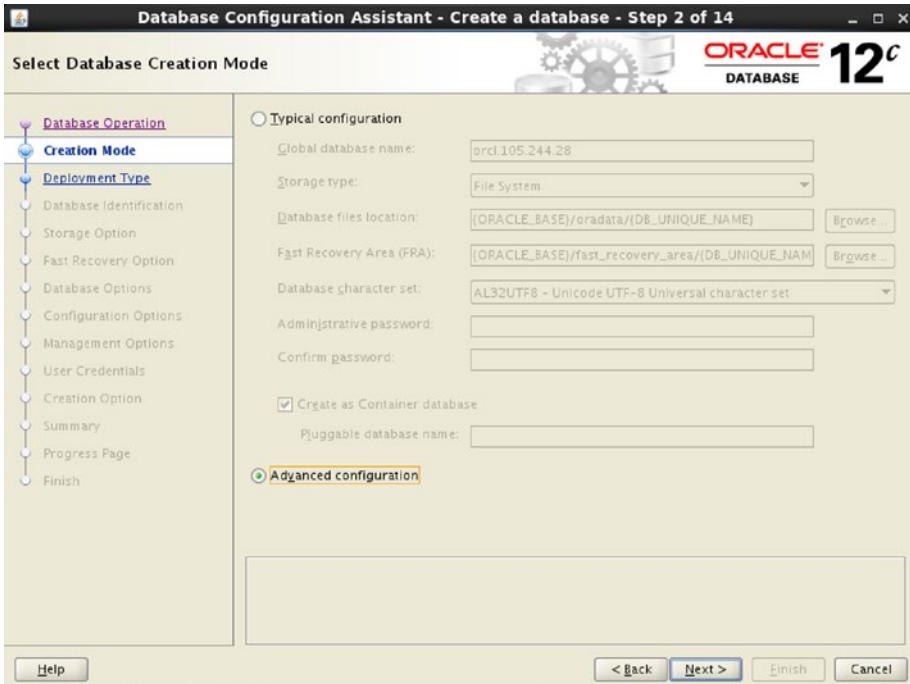 Database Configuration Assistant - Create a database - Step 2 of 14
Select Database Creation Mode
ORACLE
DATABASE
12c
Database Operation
Creation Mode
Deployment Type
Database Identification
Storage Option
Fast Recovery Option
Database Options
Configuration Options
Management Options
User Credentials
Creation Option
Summary
Progress Page
Finish
Typical configuration
Global database name: orcl.105.244.28
Storage type: File System
Database files location: {ORACLE_BASE}/oradata/{DB_UNIQUE_NAME} Browse...
Fast Recovery Area (FRA): {ORACLE_BASE}/fast_recovery_area/{DB_UNIQUE_NAM Browse...
Database character set: AL32UTF8 - Unicode UTF-8 Universal character set
Administrative password:
Confirm password:
Create as Container database
Pluggable database name:
Advanced configuration
Help < Back Next > Finish Cancel